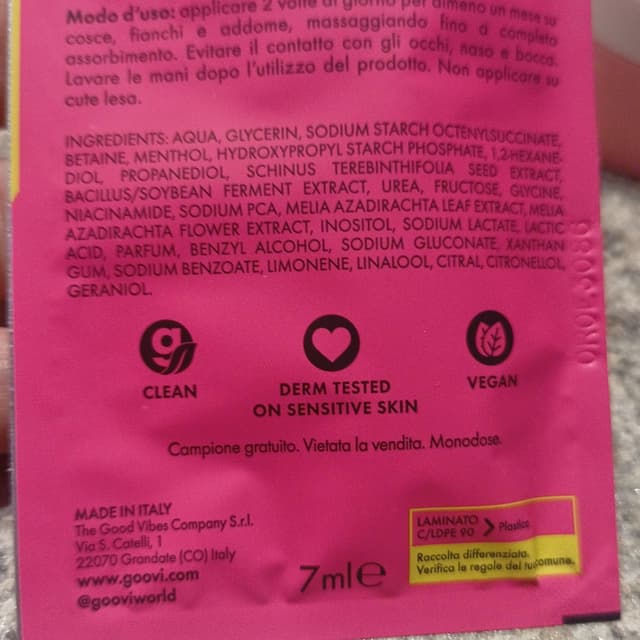 Modo d'uso: applicare 2 volte al giorno per almeno un mese su
cosce, fianchi e addome, massaggiando fino a completo
assorbimento. Evitare il contatto con gli occhi, naso e bocca.
Lavare le mani dopo l'utilizzo del prodotto. Non applicare su
cute lesa.
INGREDIENTS: AQUA, GLYCERIN, SODIUM STARCH OCTENYLSUCCINATE,
BETAINE, MENTHOL, HYDROXYPROPYL STARCH PHOSPHATE, 1,2-HEXANE-
DIOL, PROPANEDIOL, SCHINUS TEREBINTHIFOLIA SEED EXTRACT,
BACILLUS/SOYBEAN FERMENT EXTRACT, UREA, FRUCTOSE, GLYCINE,
NIACINAMIDE, SODIUM PCA, MELIA AZADIRACHTA LEAF EXTRACT, MELIA
AZADIRACHTA FLOWER EXTRACT, INOSITOL, SODIUM LACTATE, LACTIC
ACID, PARFUM, BENZYL ALCOHOL, SODIUM GLUCONATE, XANTHAN
GUM, SODIUM BENZOATE, LIMONENE, LINALOOL, CITRAL, CITRONELLOL,
GERANIOL.
g
CLEAN
DERM TESTED
ON SENSITIVE SKIN
VEGAN
Campione gratuito. Vietata la vendita. Monodose.
MADE IN ITALY
The Good Vibes Company S.r.l.
Via S. Catelli, 1
22070 Grandate (CO) Italy
www.goovi.com
@gooviworld
7ml e
LAMINATO
C/LDPE 90 > Plastica
Raccolta differenziata.
Verifica le regole del tuo comune.